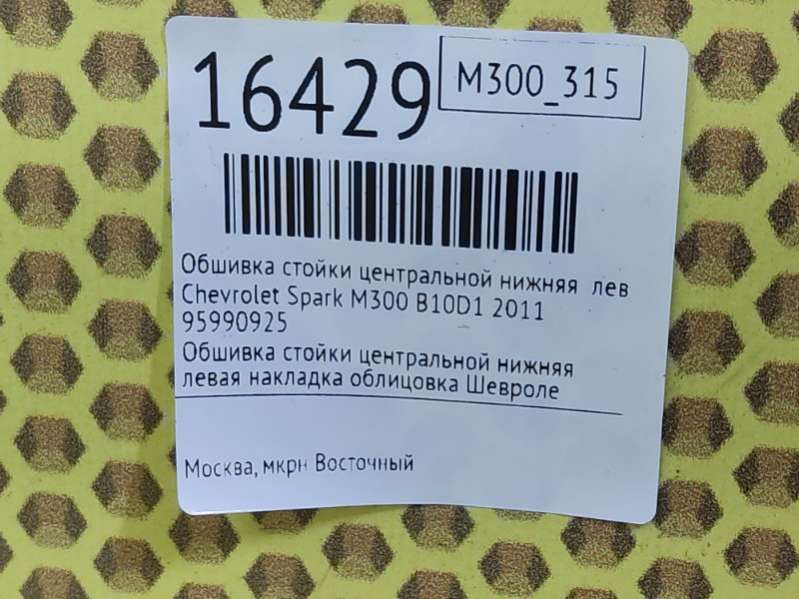 16429
M300_315
Обшивка стойки центральной нижняя лев
Chevrolet Spark M300 B10D1 2011
95990925
Обшивка стойки центральной нижняя
левая накладка облицовка Шевроле
Москва, мкрн Восточный